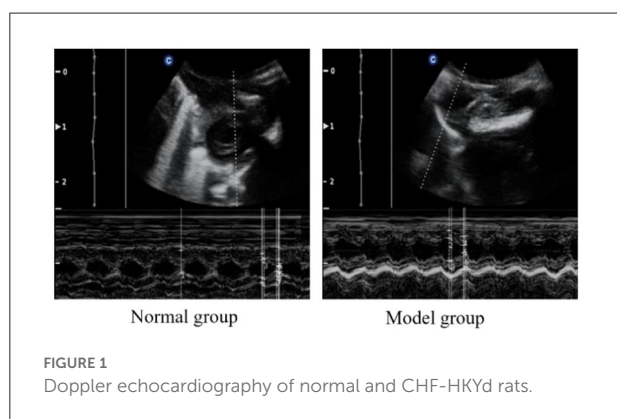 C
C
0
1
2
0
1
2
Normal group
Model group
FIGURE 1
Doppler echocardiography of normal and CHF-HKYd rats.